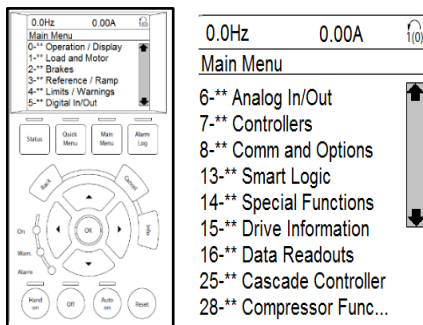 0.0Hz 0.00A 1(0)
Main Menu
0-** Operation / Display
1-** Load and Motor
2-** Brakes
3-** Reference / Ramp
4-** Limits / Warnings
5-** Digital In/Out
Status Quick Menu Main Menu Alarm Log
Back Cancel
OK Info
On
Warn.
Alarm
Hand on Off Auto on Reset
0.0Hz 0.00A 1(0)
Main Menu
6-** Analog In/Out
7-** Controllers
8-** Comm and Options
13-** Smart Logic
14-** Special Functions
15-** Drive Information
16-** Data Readouts
25-** Cascade Controller
28-** Compressor Func...